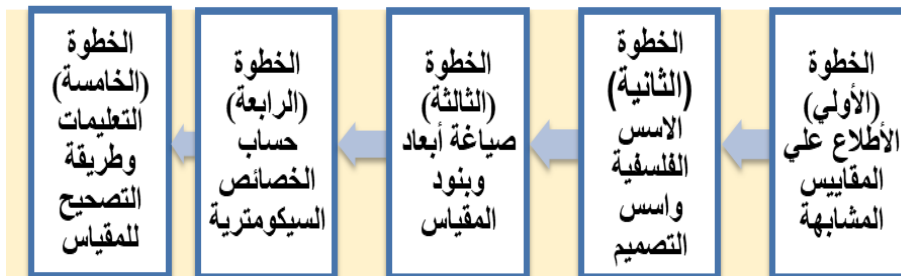 الخطوة
(الأولي)
الأطلاع علي
المقاييس
المشابهة
الخطوة
(الثانية)
الاسس
الفلسفية
واسس
التصميم
الخطوة
(الثالثة)
صياغة أبعاد
وبنود
المقياس
الخطوة
(الرابعة)
حساب
الخصائص
السيكومترية
الخطوة
(الخامسة)
التعليمات
وطريقة
التصحيح
للمقياس